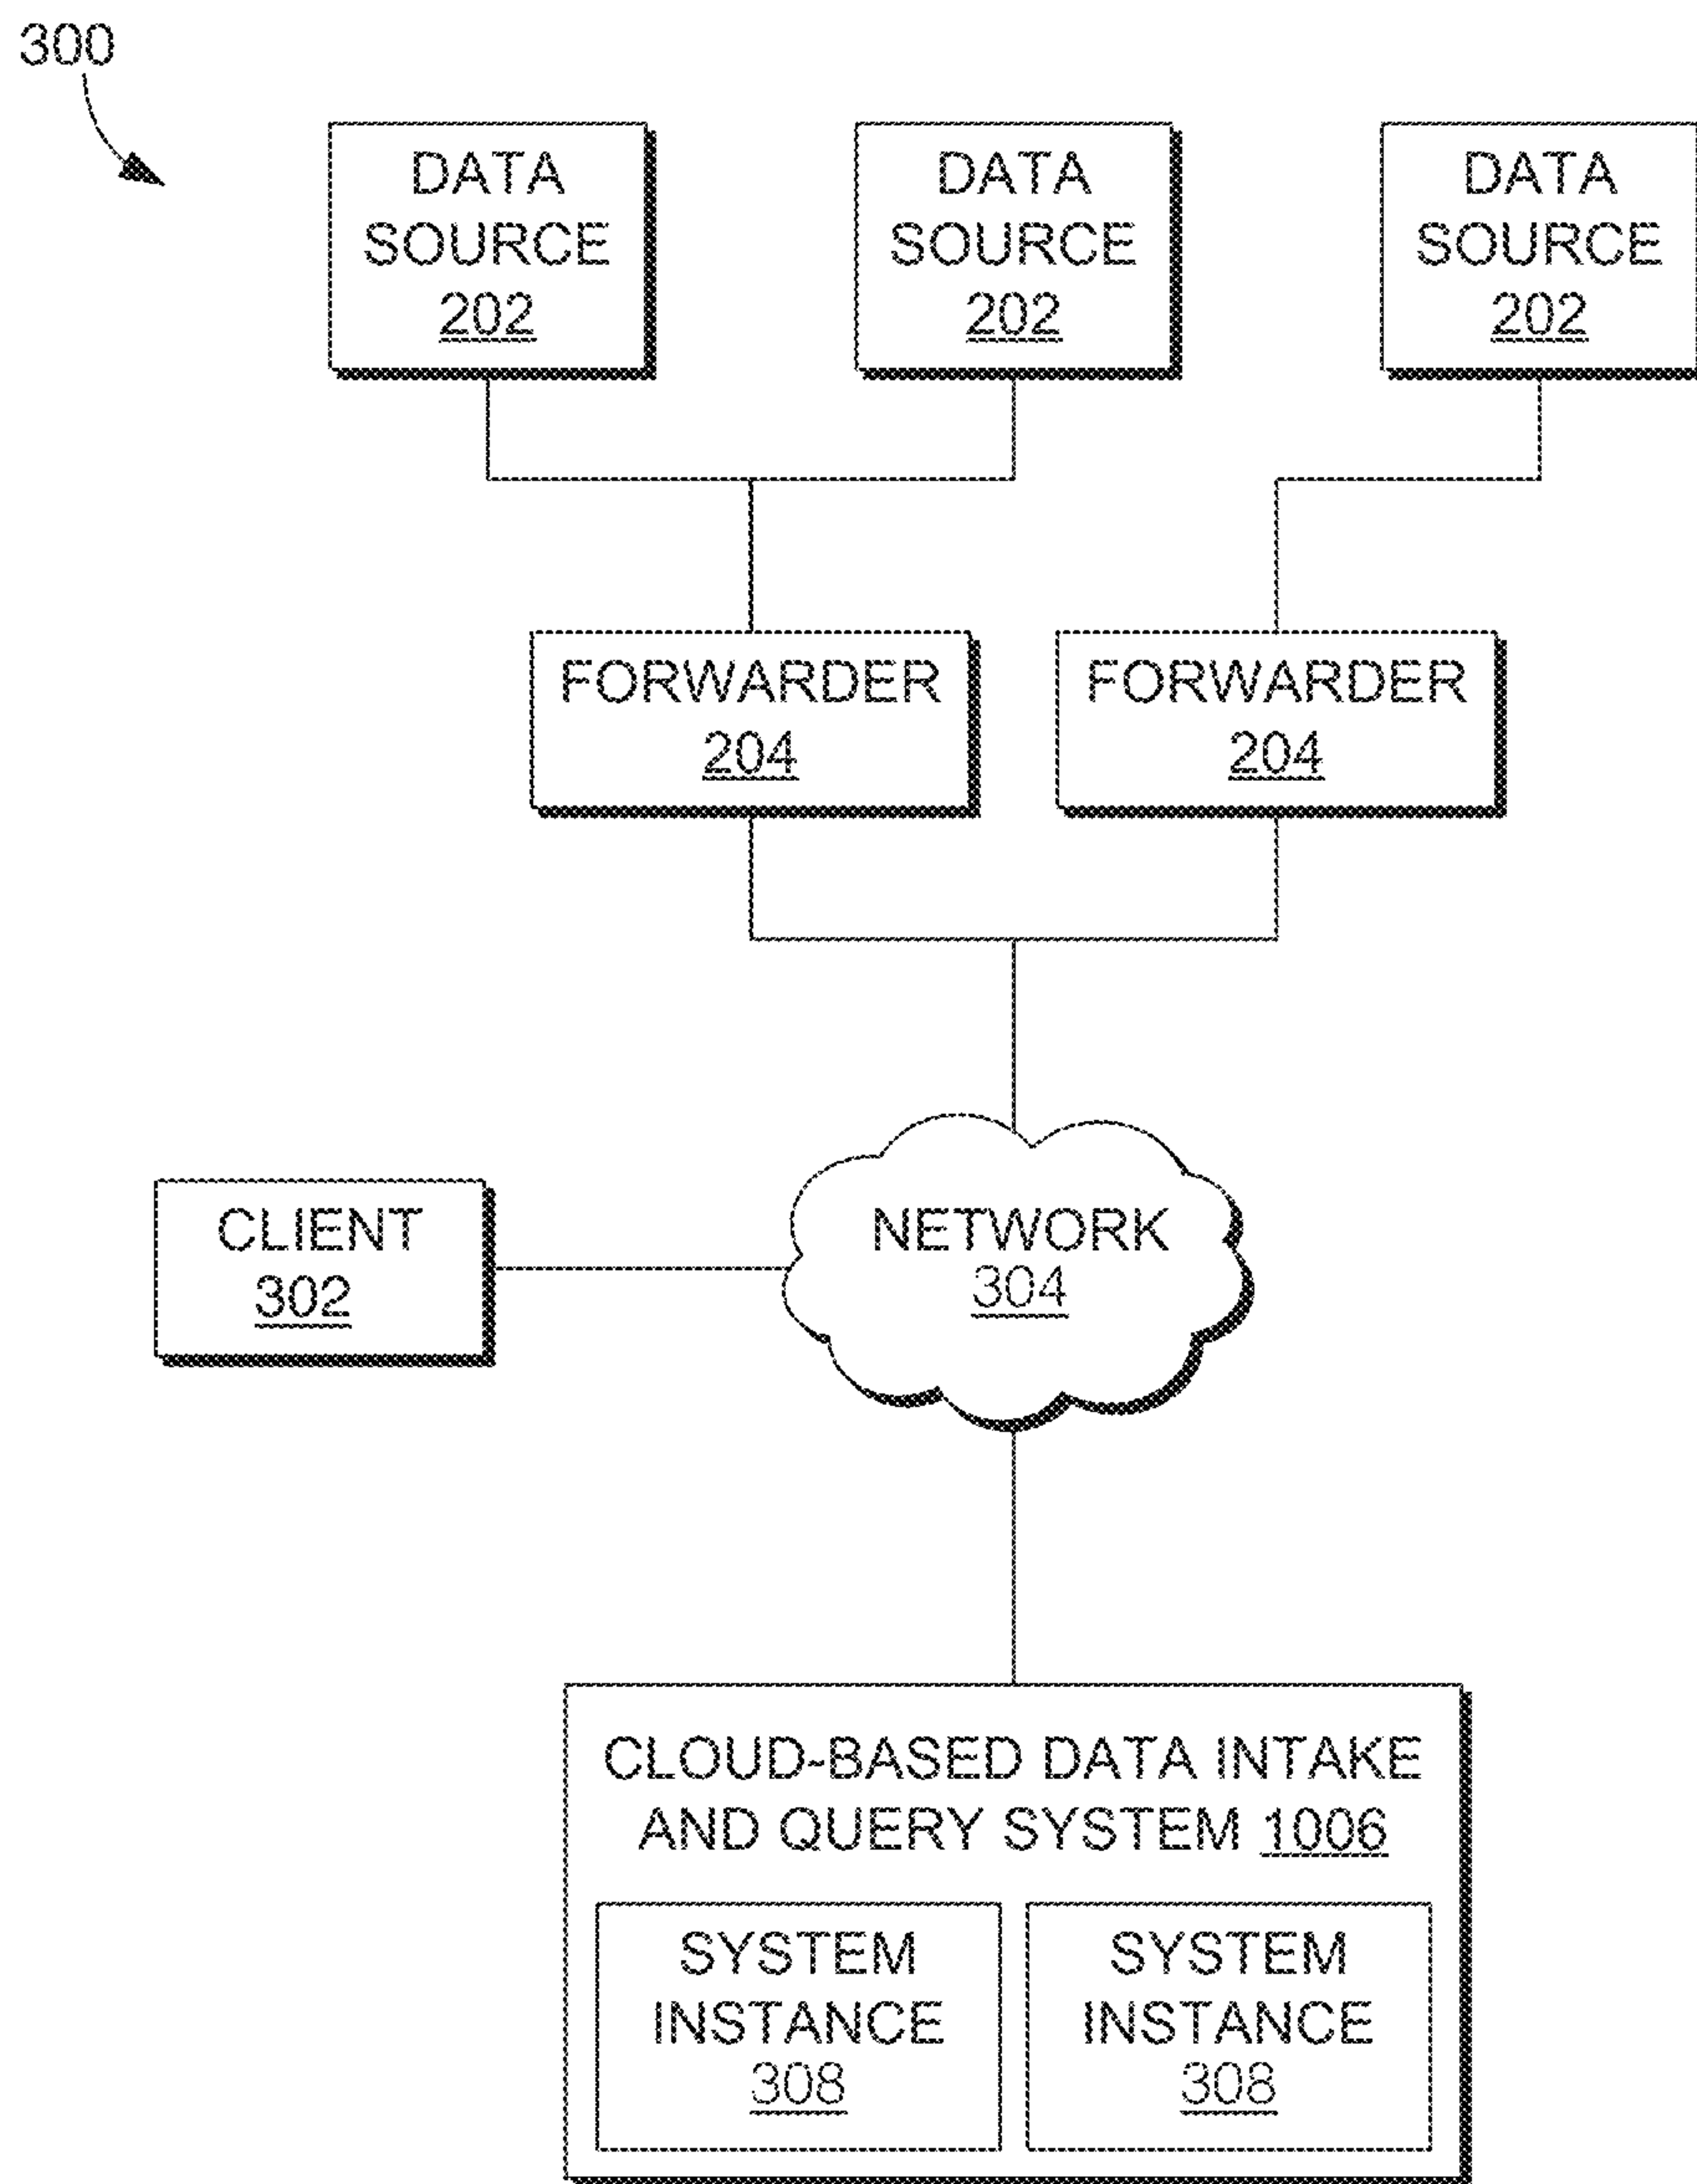 300
DATA
SOURCE
202
DATA
SOURCE
202
DATA
SOURCE
202
FORWARDER
204
FORWARDER
204
CLIENT
302
NETWORK
304
CLOUD-BASED DATA INTAKE
AND QUERY SYSTEM 1006
SYSTEM
INSTANCE
308
SYSTEM
INSTANCE
308